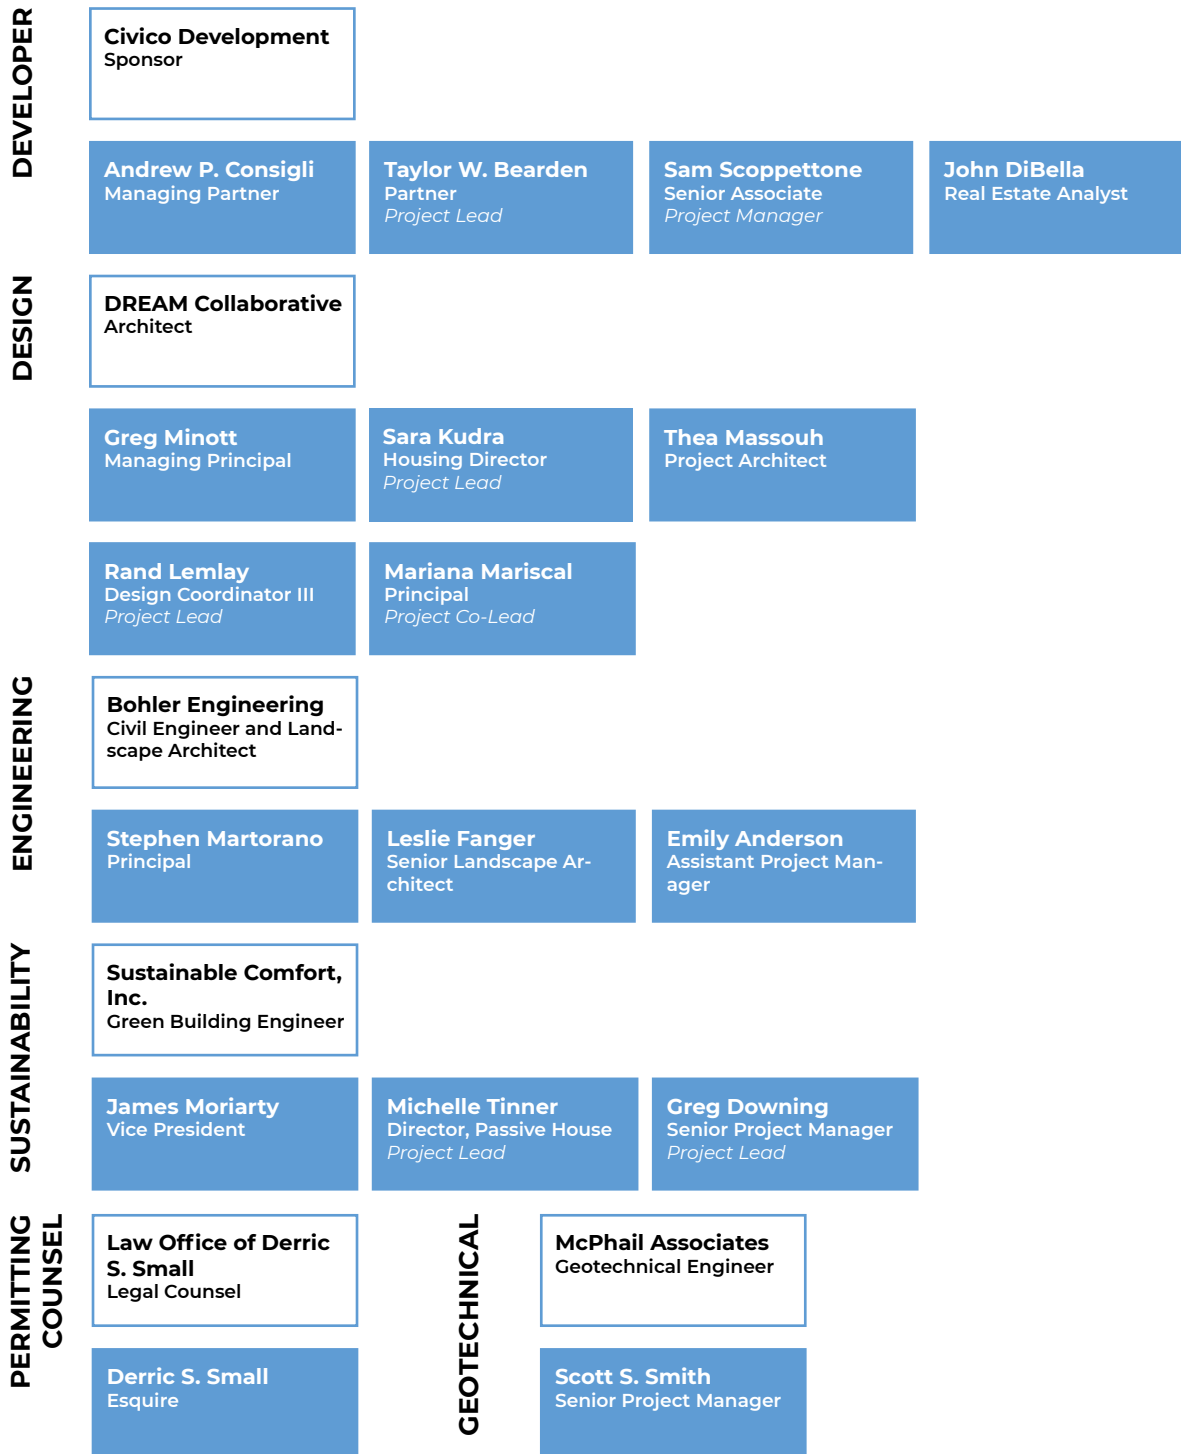 DEVELOPER
Civico Development
Sponsor
Andrew P. Consigli
Managing Partner
Taylor W. Bearden
Partner
Project Lead
Sam Scoppettone
Senior Associate
Project Manager
John DiBella
Real Estate Analyst
DESIGN
DREAM Collaborative
Architect
Greg Minott
Managing Principal
Sara Kudra
Housing Director
Project Lead
Thea Massouh
Project Architect
Rand Lemlay
Design Coordinator III
Project Lead
Mariana Mariscal
Principal
Project Co-Lead
ENGINEERING
Bohler Engineering
Civil Engineer and Land-
scape Architect
Stephen Martorano
Principal
Leslie Fanger
Senior Landscape Ar-
chitect
Emily Anderson
Assistant Project Man-
ager
SUSTAINABILITY
Sustainable Comfort,
Inc.
Green Building Engineer
James Moriarty
Vice President
Michelle Tinner
Director, Passive House
Project Lead
Greg Downing
Senior Project Manager
Project Lead
PERMITTING
COUNSEL
Law Office of Derric
S. Small
Legal Counsel
Derric S. Small
Esquire
GEOTECHNICAL
McPhail Associates
Geotechnical Engineer
Scott S. Smith
Senior Project Manager